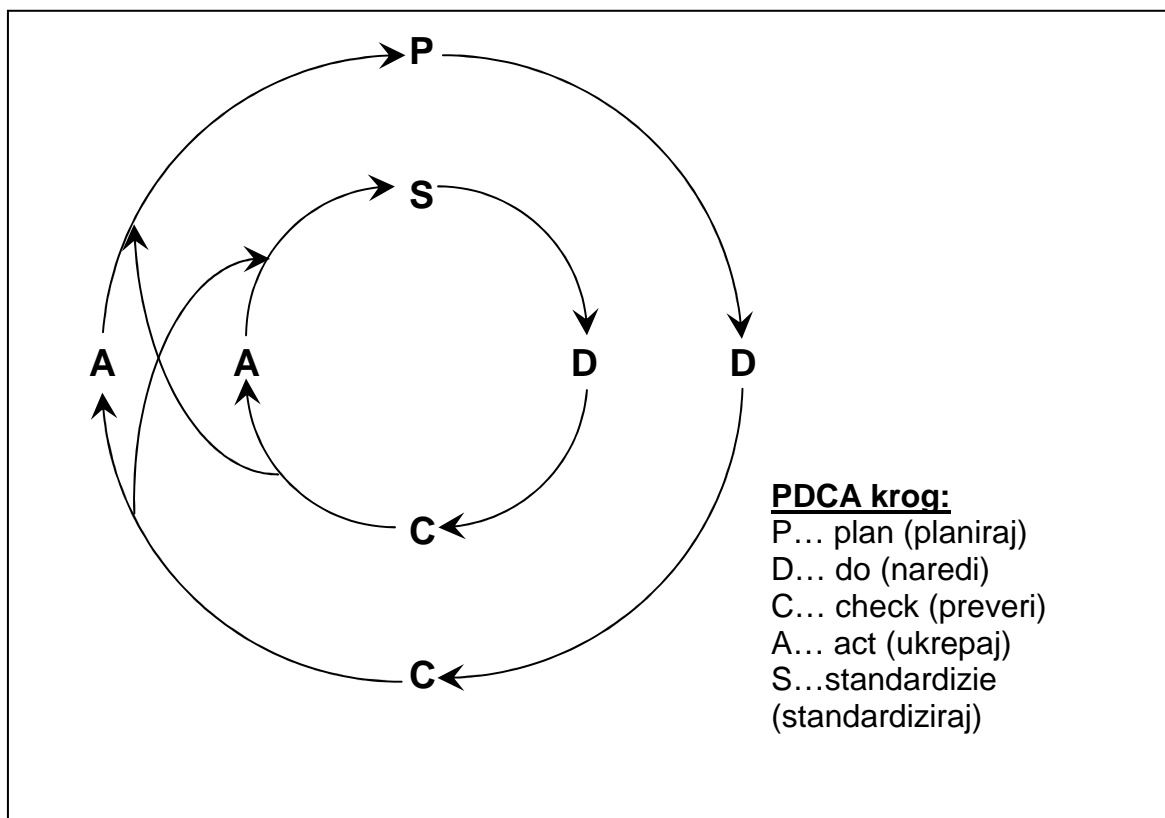 P
S
A
A
D
D
C
C
PDCA krog:
P… plan (planiraj)
D… do (naredi)
C… check (preveri)
A… act (ukrepaj)
S…standardizie
(standardiziraj)